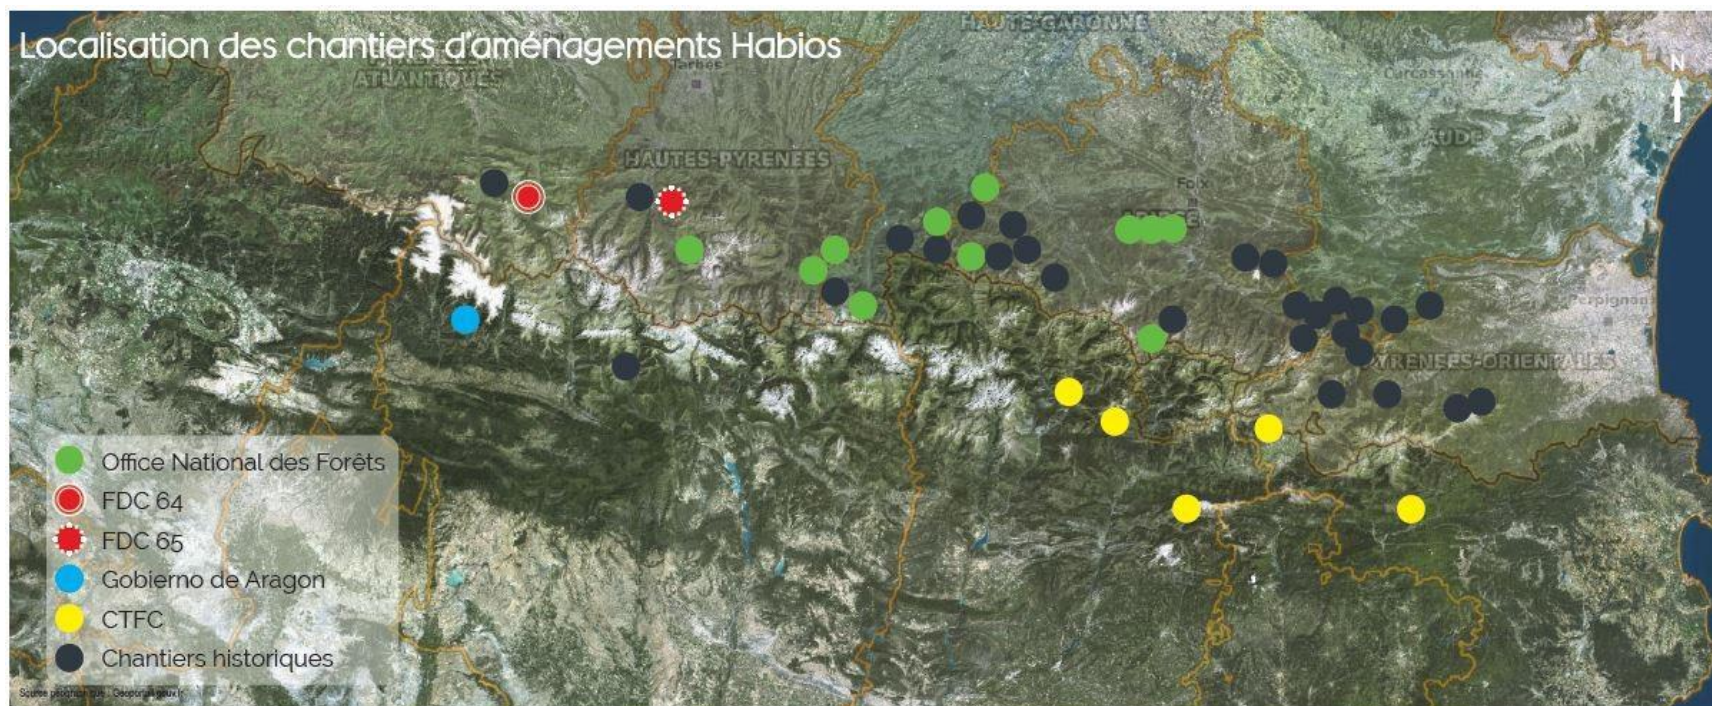 HAUTE-GARONNE
Localisation des chantiers d'aménagements Habios
ATLANTIQUES
Tarbes
Carcassonne
N
AUDE
HAUTES-PYRENEES
Foix
Perpignan
PYRENEES-ORIENTALES
Office National des Forêts
FDC 64
FDC 65
Gobierno de Aragon
CTFC
Chantiers historiques